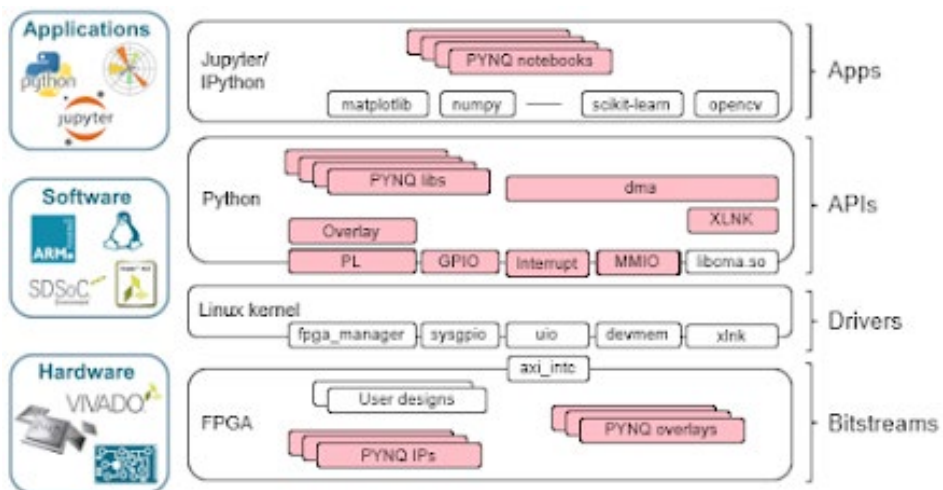 Applications
python
jupyter
Software
ARM
SDSoC
Hardware
VIVADO
Jupyter/
IPython
PYNQ notebooks
matplotlib
numpy
scikit-learn
opencv
Apps
Python
PYNQ libs
dma
XLNK
Overlay
PL
GPIO
Interrupt
MMIO
liboma.so
APIs
Linux kernel
fpga_manager
sysgpio
uio
devmem
xlnk
Drivers
axi_intc
FPGA
User designs
PYNQ IPs
PYNQ overlays
Bitstreams